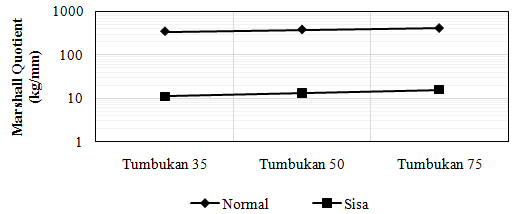 Marshall Quotient
(kg/mm)
1000
100
10
1
Tumbukan 35
Tumbukan 50
Tumbukan 75
Normal
Sisa